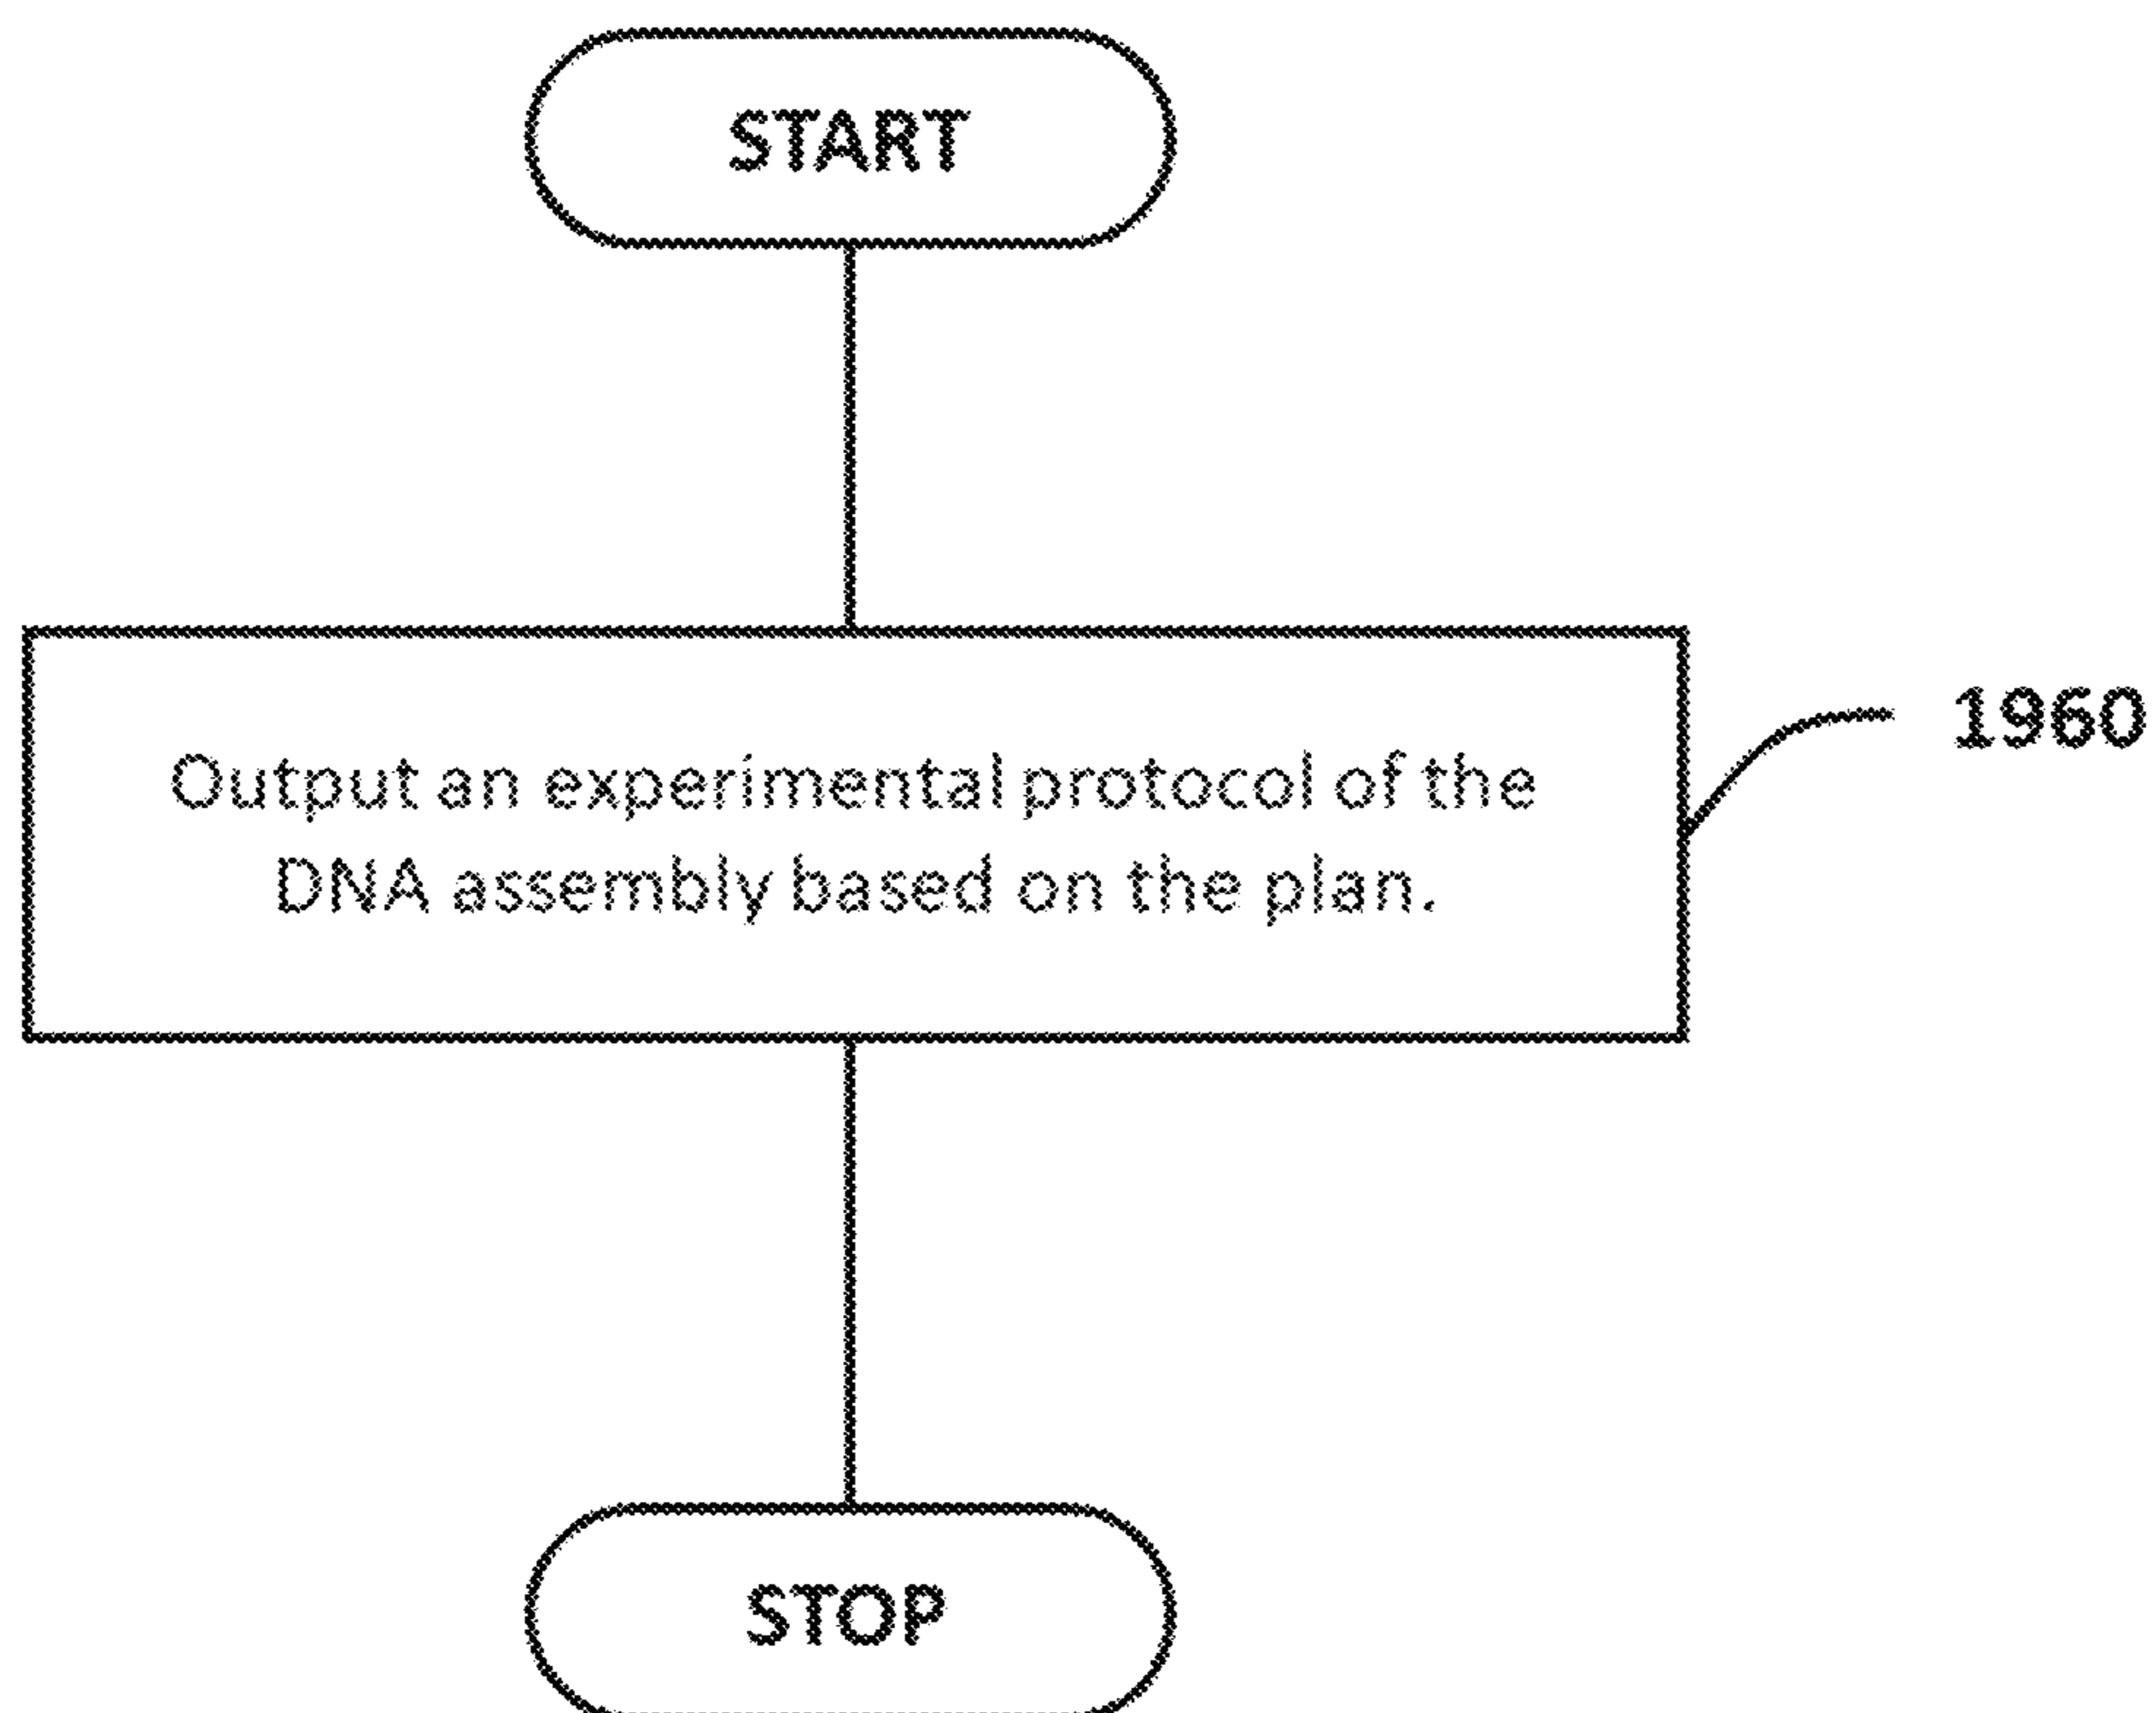 START
1960
Output an experimental protocol of the
DNA assembly based on the plan.
STOP